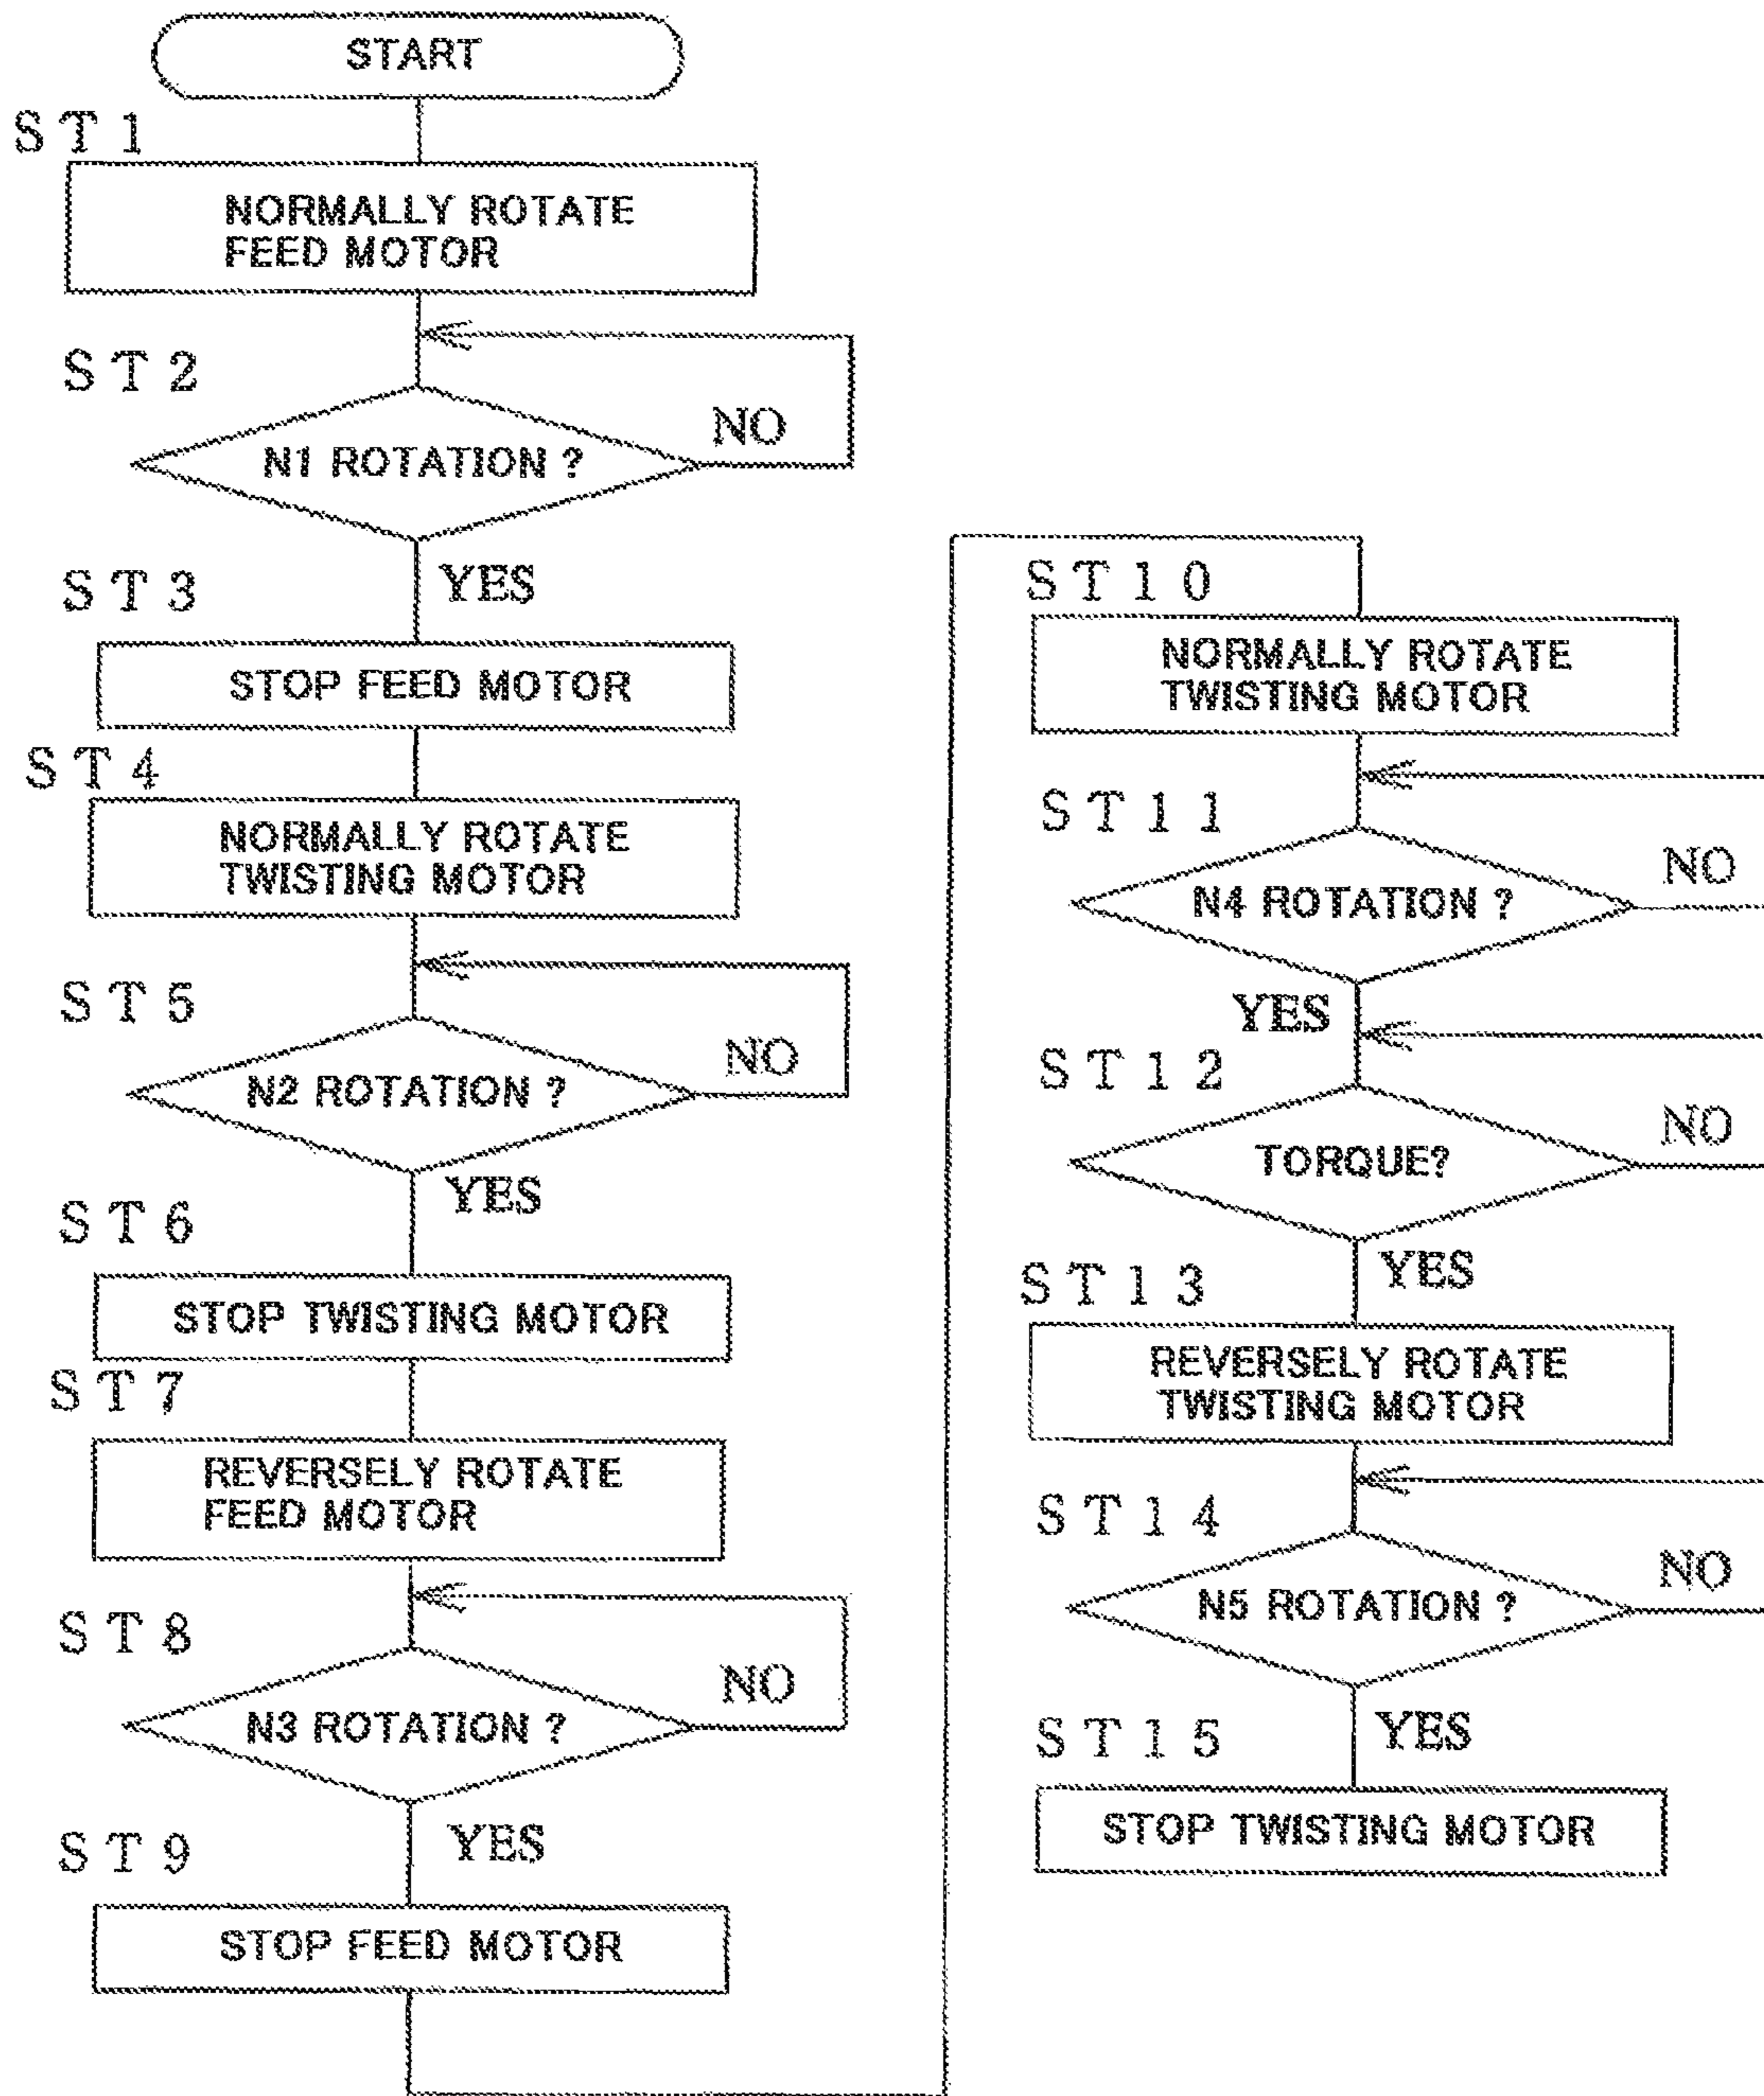 START
ST1
NORMALLY ROTATE
FEED MOTOR
ST2
N1 ROTATION ?
NO
YES
ST3
STOP FEED MOTOR
ST4
NORMALLY ROTATE
TWISTING MOTOR
ST5
N2 ROTATION ?
NO
YES
ST6
STOP TWISTING MOTOR
ST7
REVERSELY ROTATE
FEED MOTOR
ST8
N3 ROTATION ?
NO
YES
ST9
STOP FEED MOTOR
ST10
NORMALLY ROTATE
TWISTING MOTOR
ST11
N4 ROTATION ?
NO
YES
ST12
TORQUE?
NO
YES
ST13
REVERSELY ROTATE
TWISTING MOTOR
ST14
N5 ROTATION ?
NO
YES
ST15
STOP TWISTING MOTOR